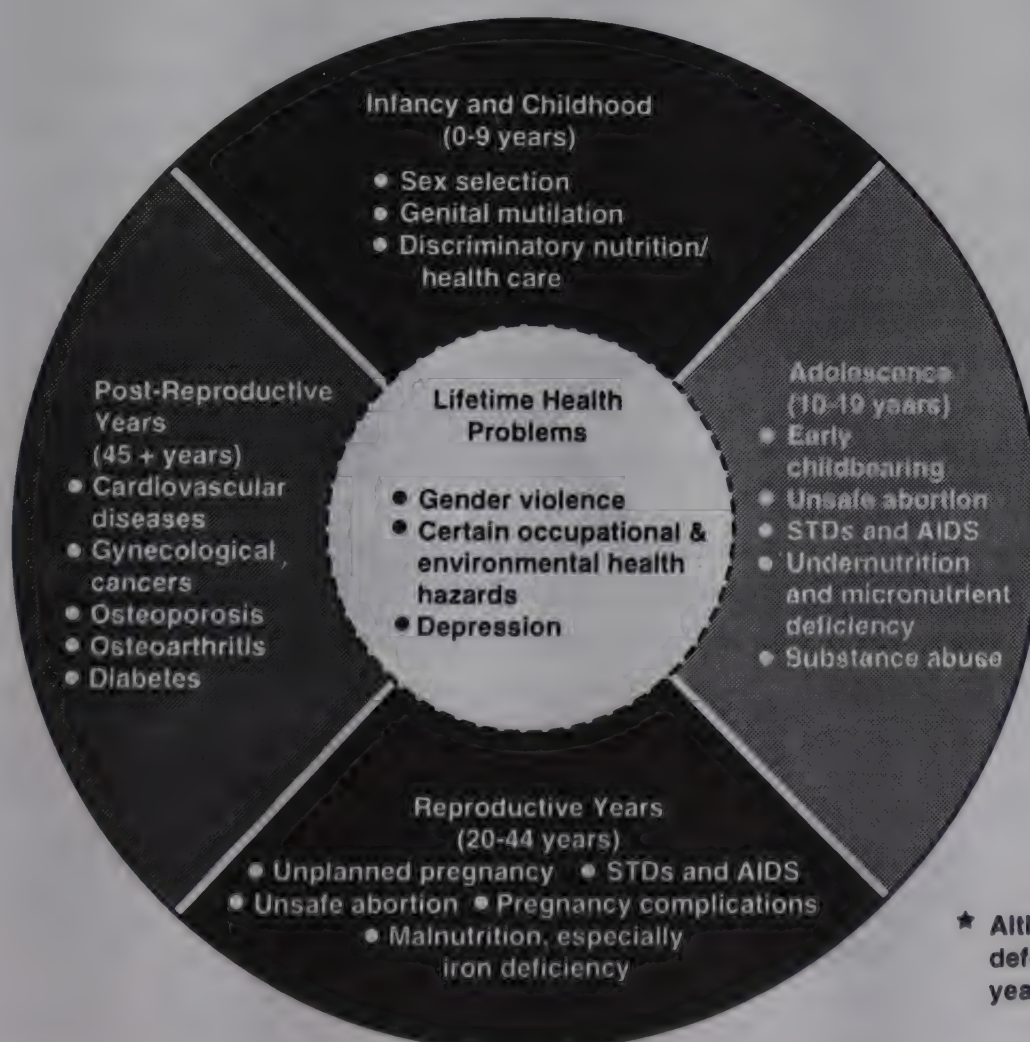 Infancy and Childhood
(0-9 years)
● Sex selection
● Genital mutilation
● Discriminatory nutrition/
health care
Adolescence
(10-19 years)
● Early
childbearing
● Unsafe abortion
● STDs and AIDS
● Undernutrition
and micronutrient
deficiency
● Substance abuse
Reproductive Years
(20-44 years)
● Unplanned pregnancy ● STDs and AIDS
● Unsafe abortion ● Pregnancy complications
● Malnutrition, especially
iron deficiency
Post-Reproductive
Years
(45 + years)
● Cardiovascular
diseases
● Gynecological
cancers
● Osteoporosis
● Osteoarthritis
● Diabetes
Lifetime Health
Problems
● Gender violence
● Certain occupational &
environmental health
hazards
● Depression
★